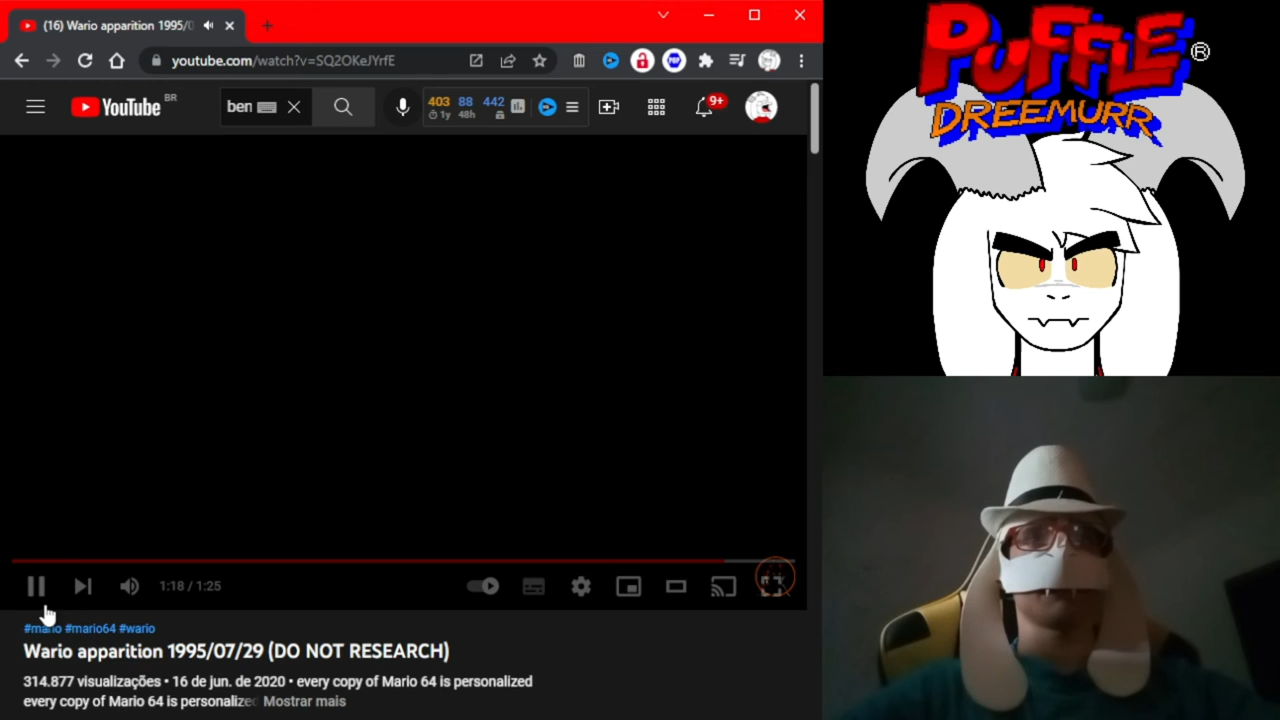 (16) Wario apparition 1995/0
youtube.com/watch?v=SQ2OKeJYrfE
YouTube BR
ben
403 88 442
1y 48h
9+
PUFFLE ®
DREEMURR
1:18 / 1:25
#mario #mario64 #wario
Wario apparition 1995/07/29 (DO NOT RESEARCH)
314.877 visualizações • 16 de jun. de 2020 • every copy of Mario 64 is personalized
every copy of Mario 64 is personalized Mostrar mais